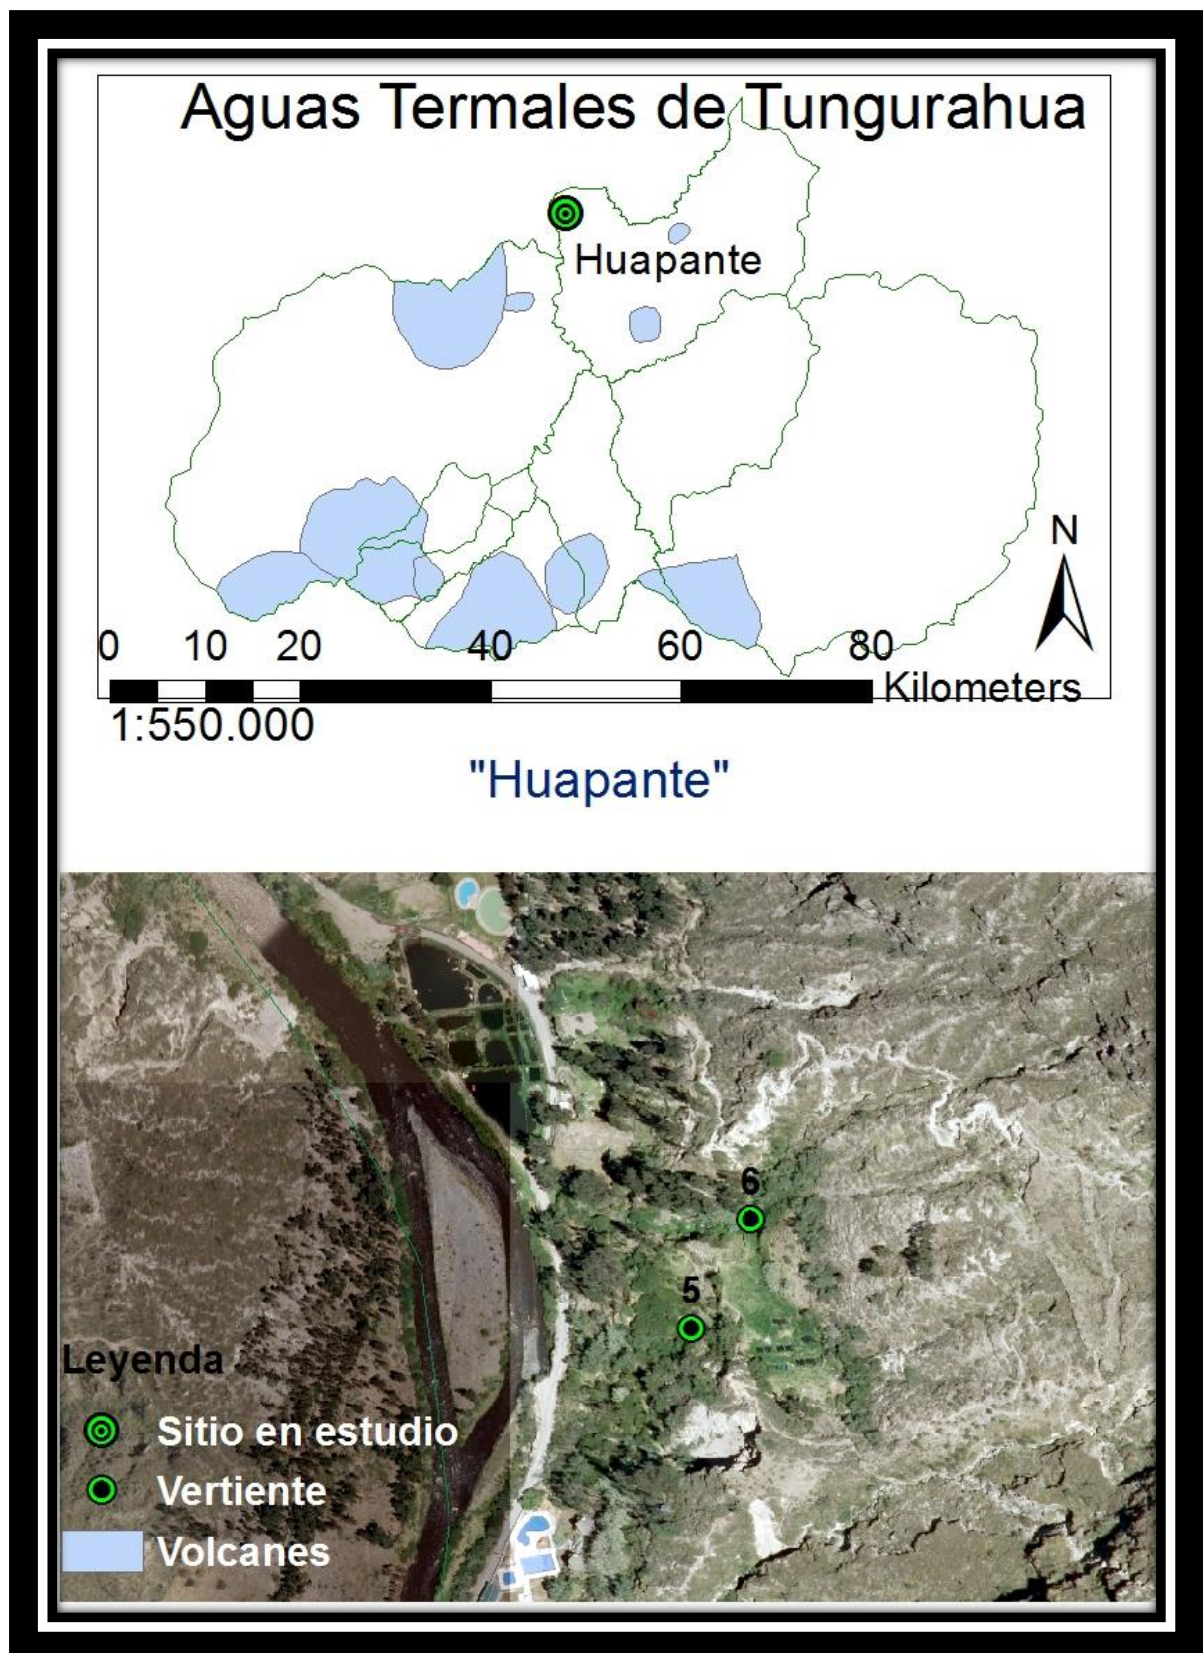 Aguas Termales de Tungurahua
Huapante
N
0 10 20 40 60 80
Kilometers
1:550.000
"Huapante"
6
5
Leyenda
Sitio en estudio
Vertiente
Volcanes